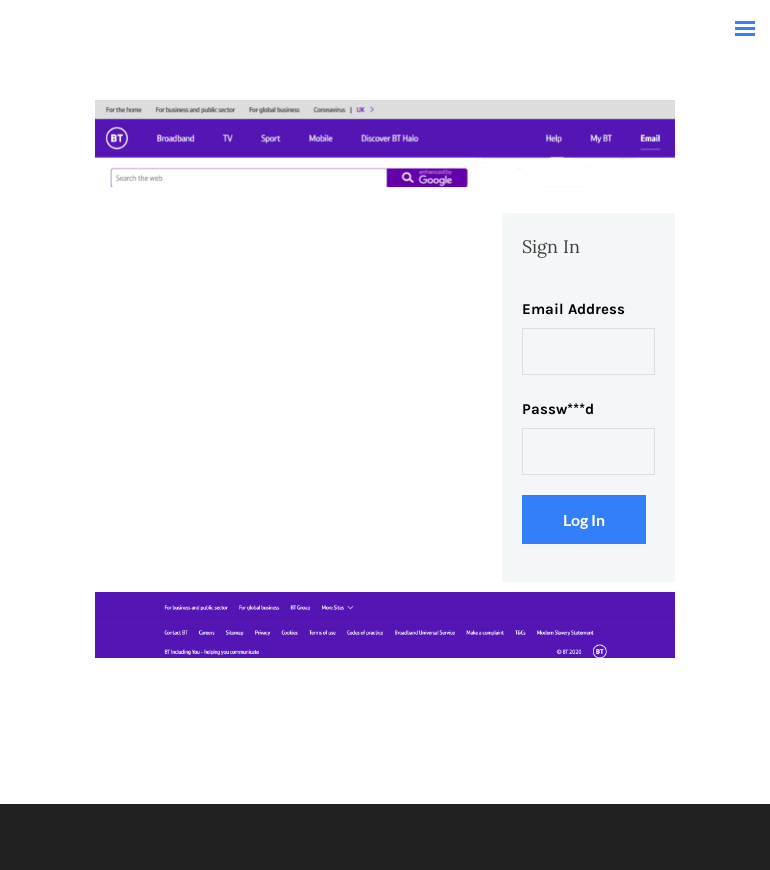 For the home For business and public sector For global business Coronavirus | UK >
BT Broadband TV Sport Mobile Discover BT Halo Help My BT Email
Search the web enhanced by Google
Sign In
Email Address
Passw***d
Log In
For business and public sector For global business BT Group More Sites
Contact BT Careers Sitemap Privacy Cookies Terms of use Codes of practice Broadband Universal Service Make a complaint T&Cs Modern Slavery Statement
BT Including You - helping you communicate © BT 2020 BT